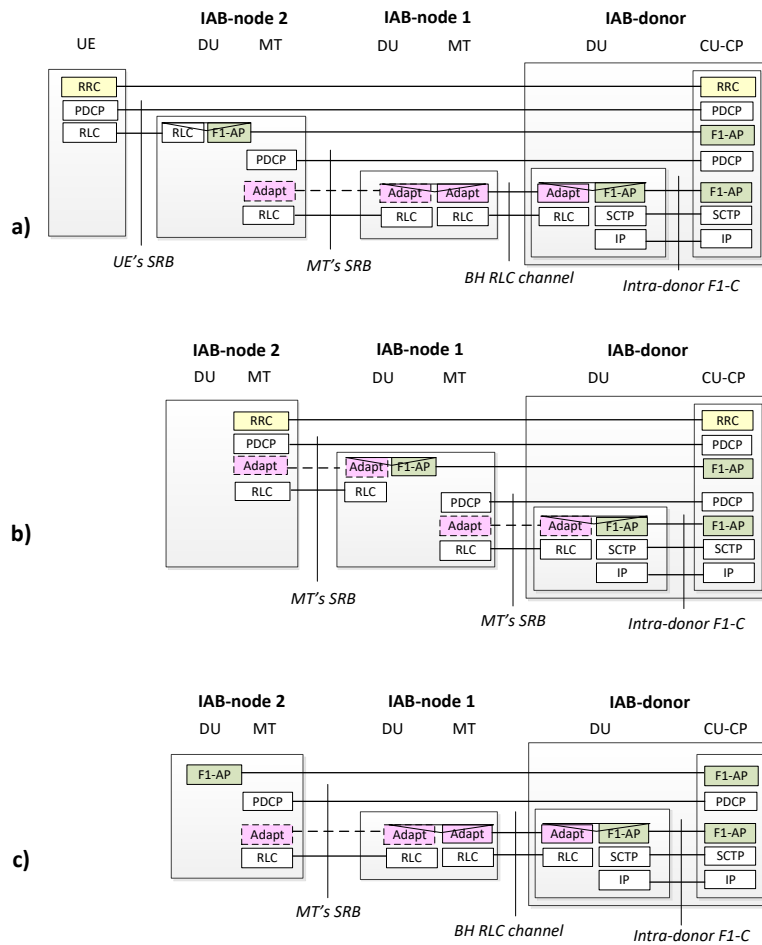 IAB-node 2 IAB-node 1 IAB-donor
UE DU MT DU MT DU CU-CP
RRC RRC
PDCP PDCP
RLC RLC F1-AP F1-AP
PDCP PDCP
Adapt Adapt Adapt Adapt F1-AP F1-AP
RLC RLC RLC RLC SCTP SCTP
a)
IP IP
UE's SRB MT's SRB BH RLC channel Intra-donor F1-C
IAB-node 2 IAB-node 1 IAB-donor
DU MT DU MT DU CU-CP
RRC RRC
PDCP PDCP
Adapt Adapt F1-AP F1-AP
RLC RLC
PDCP PDCP
Adapt Adapt F1-AP F1-AP
b)
RLC RLC SCTP SCTP
IP IP
MT's SRB MT's SRB Intra-donor F1-C
IAB-node 2 IAB-node 1 IAB-donor
DU MT DU MT DU CU-CP
F1-AP F1-AP
PDCP PDCP
Adapt Adapt Adapt Adapt F1-AP F1-AP
c)
RLC RLC RLC RLC SCTP SCTP
IP IP
MT's SRB BH RLC channel Intra-donor F1-C